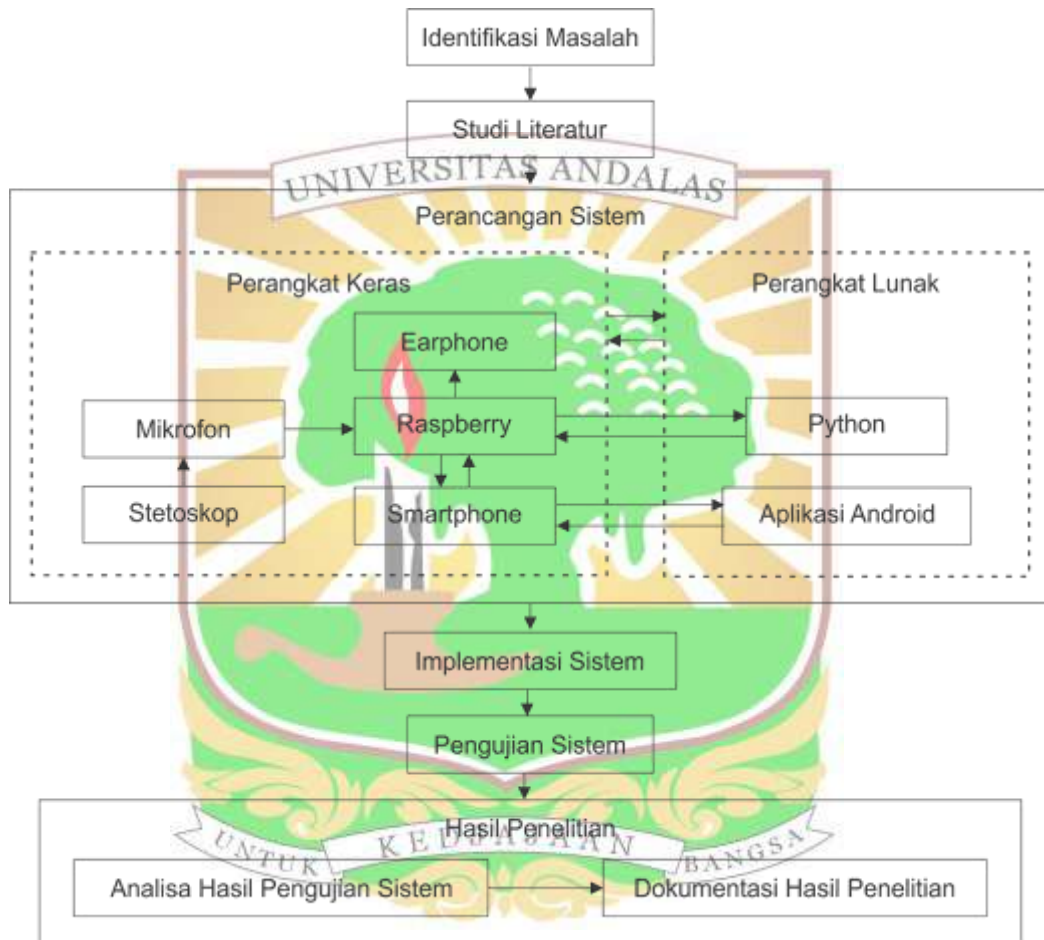 Identifikasi Masalah
Studi Literatur
UNIVERSITAS ANDALAS
Perancangan Sistem
Perangkat Keras
Perangkat Lunak
Earphone
Mikrofon
Raspberry
Python
Stetoskop
Smartphone
Aplikasi Android
Implementasi Sistem
Pengujian Sistem
Hasil Penelitian
UNTUK KEDJAJAAN BANGSA
Analisa Hasil Pengujian Sistem
Dokumentasi Hasil Penelitian